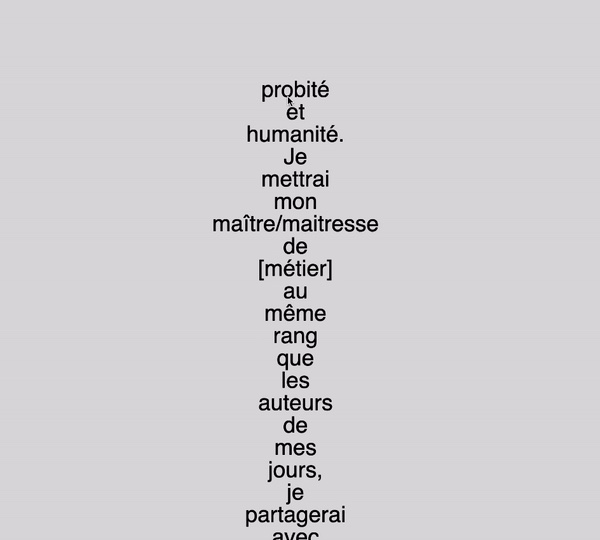 probité
et
humanité.
Je
mettrai
mon
maître/maitresse
de
[métier]
au
même
rang
que
les
auteurs
de
mes
jours,
je
partagerai
avec